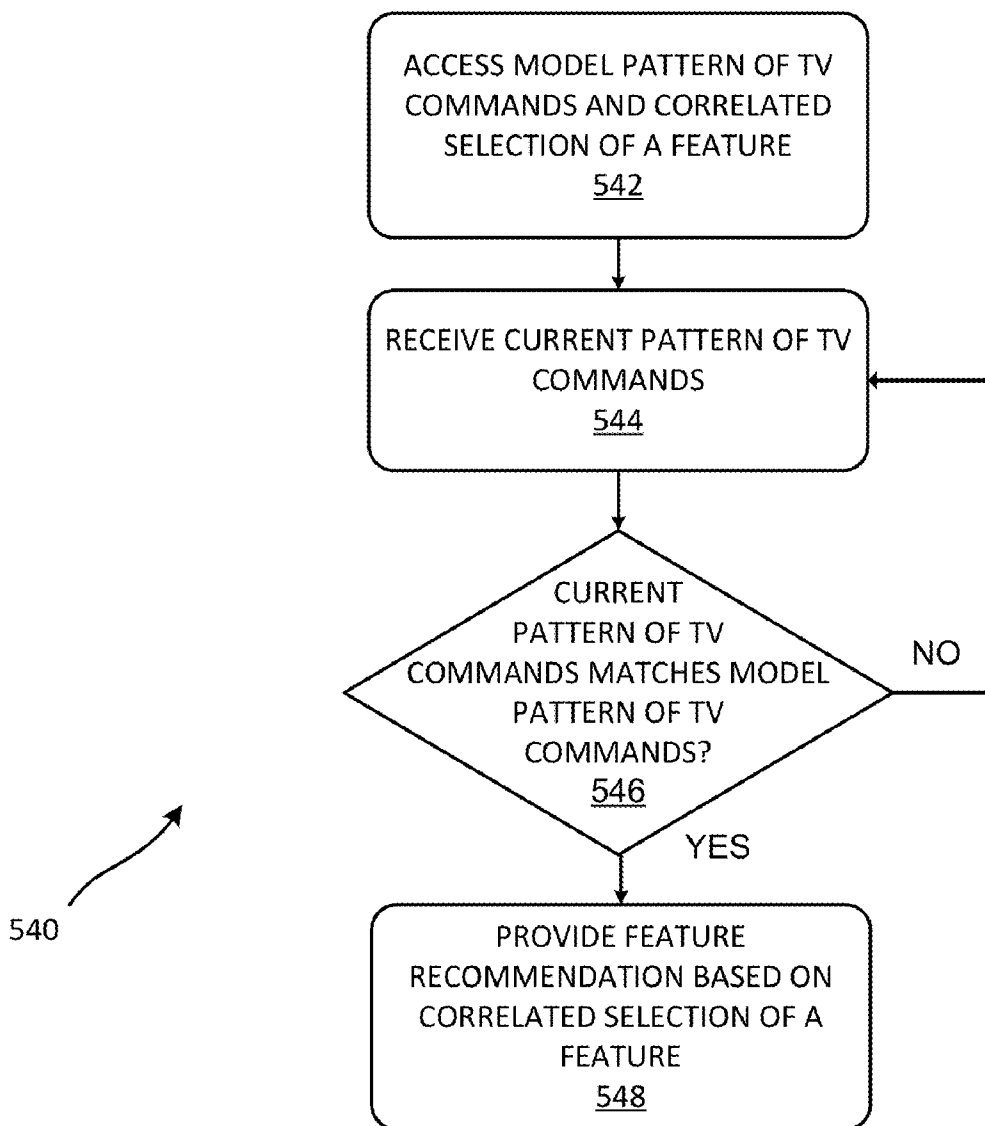 ACCESS MODEL PATTERN OF TV
COMMANDS AND CORRELATED
SELECTION OF A FEATURE
542
RECEIVE CURRENT PATTERN OF TV
COMMANDS
544
CURRENT
PATTERN OF TV
COMMANDS MATCHES MODEL
PATTERN OF TV
COMMANDS?
546
NO
YES
540
PROVIDE FEATURE
RECOMMENDATION BASED ON
CORRELATED SELECTION OF A
FEATURE
548